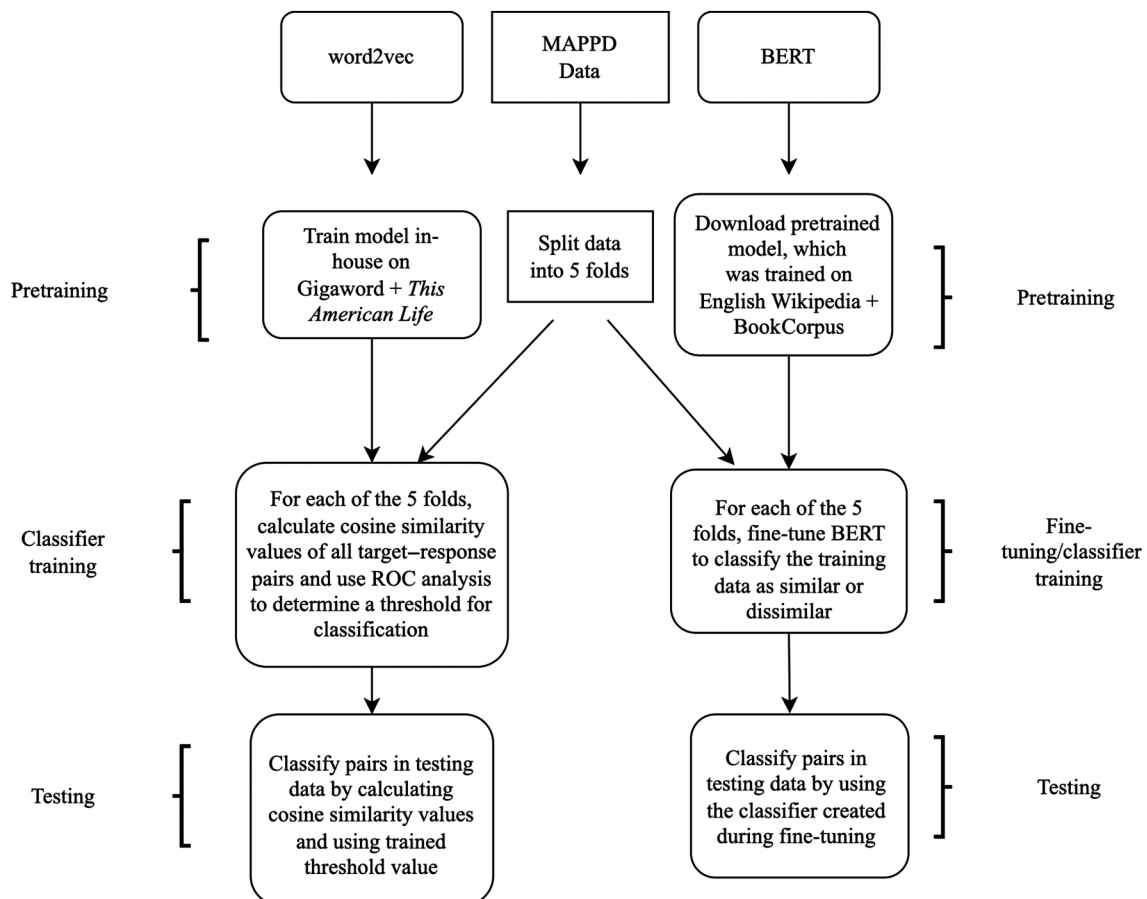 word2vec
MAPPD
Data
BERT
Pretraining
Train model in-
house on
Gigaword + This
American Life
Split data
into 5 folds
Download pretrained
model, which
was trained on
English Wikipedia +
BookCorpus
Pretraining
Classifier
training
For each of the 5 folds,
calculate cosine similarity
values of all target–response
pairs and use ROC analysis
to determine a threshold for
classification
For each of the 5
folds, fine-tune BERT
to classify the training
data as similar or
dissimilar
Fine-
tuning/classifier
training
Testing
Classify pairs in testing
data by calculating
cosine similarity values
and using trained
threshold value
Classify pairs in
testing data by using
the classifier created
during fine-tuning
Testing